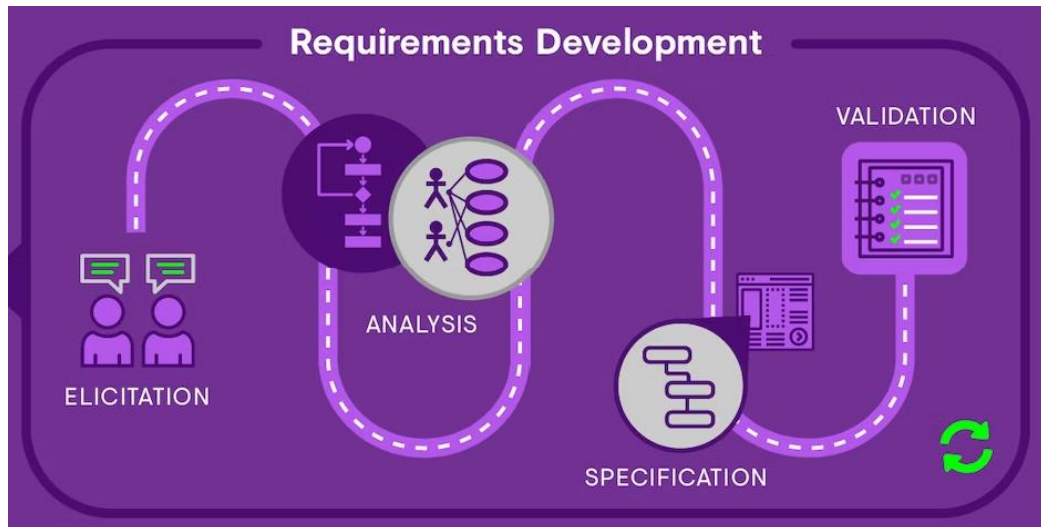 Requirements Development
VALIDATION
ANALYSIS
ELICITATION
SPECIFICATION